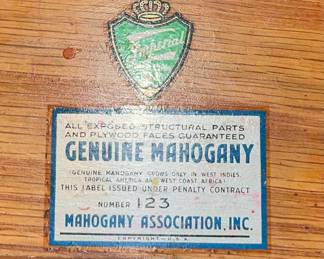 Imperial
ALL EXPOSED STRUCTURAL PARTS
AND PLYWOOD FACES GUARANTEED
GENUINE MAHOGANY
(GENUINE MAHOGANY GROWS ONLY IN WEST INDIES,
TROPICAL AMERICA AND WEST COAST AFRICA)
THIS LABEL ISSUED UNDER PENALTY CONTRACT
NUMBER 123
MAHOGANY ASSOCIATION, INC.
COPYRIGHT - U.S.A.